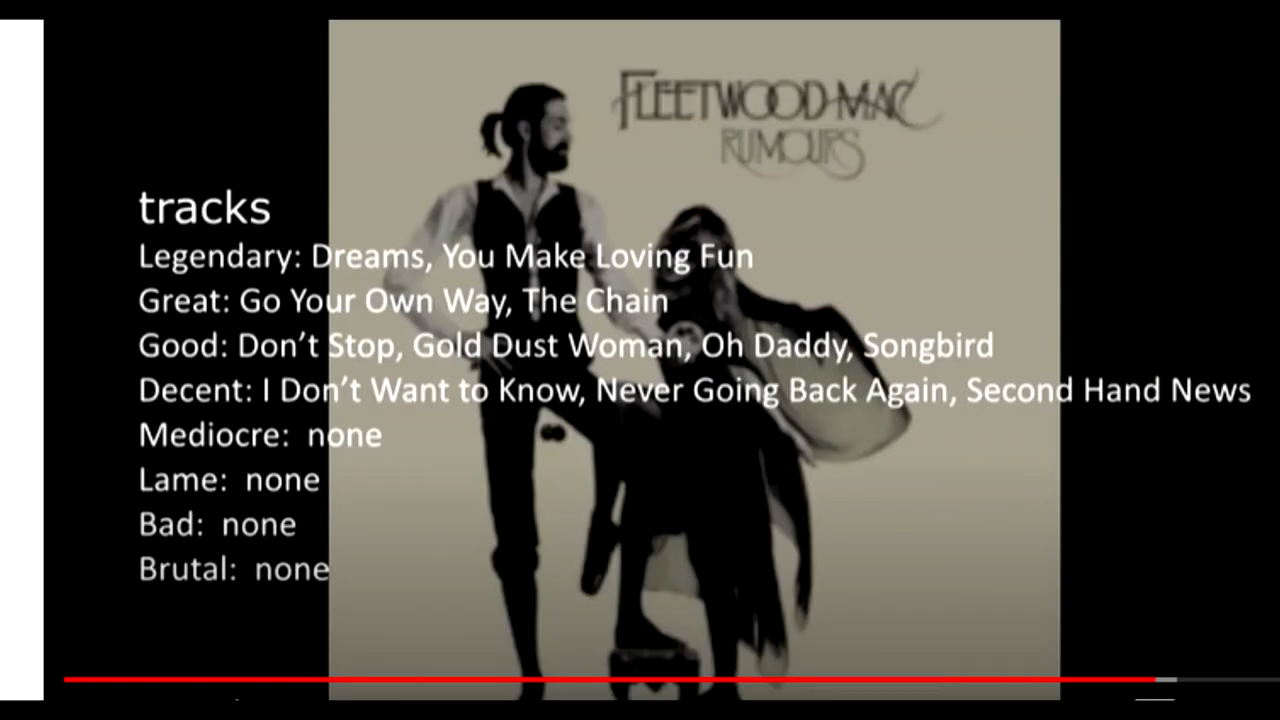 FLEETWOOD MAC
RUMOURS
tracks
Legendary: Dreams, You Make Loving Fun
Great: Go Your Own Way, The Chain
Good: Don’t Stop, Gold Dust Woman, Oh Daddy, Songbird
Decent: I Don’t Want to Know, Never Going Back Again, Second Hand News
Mediocre:  none
Lame:  none
Bad:  none
Brutal:  none